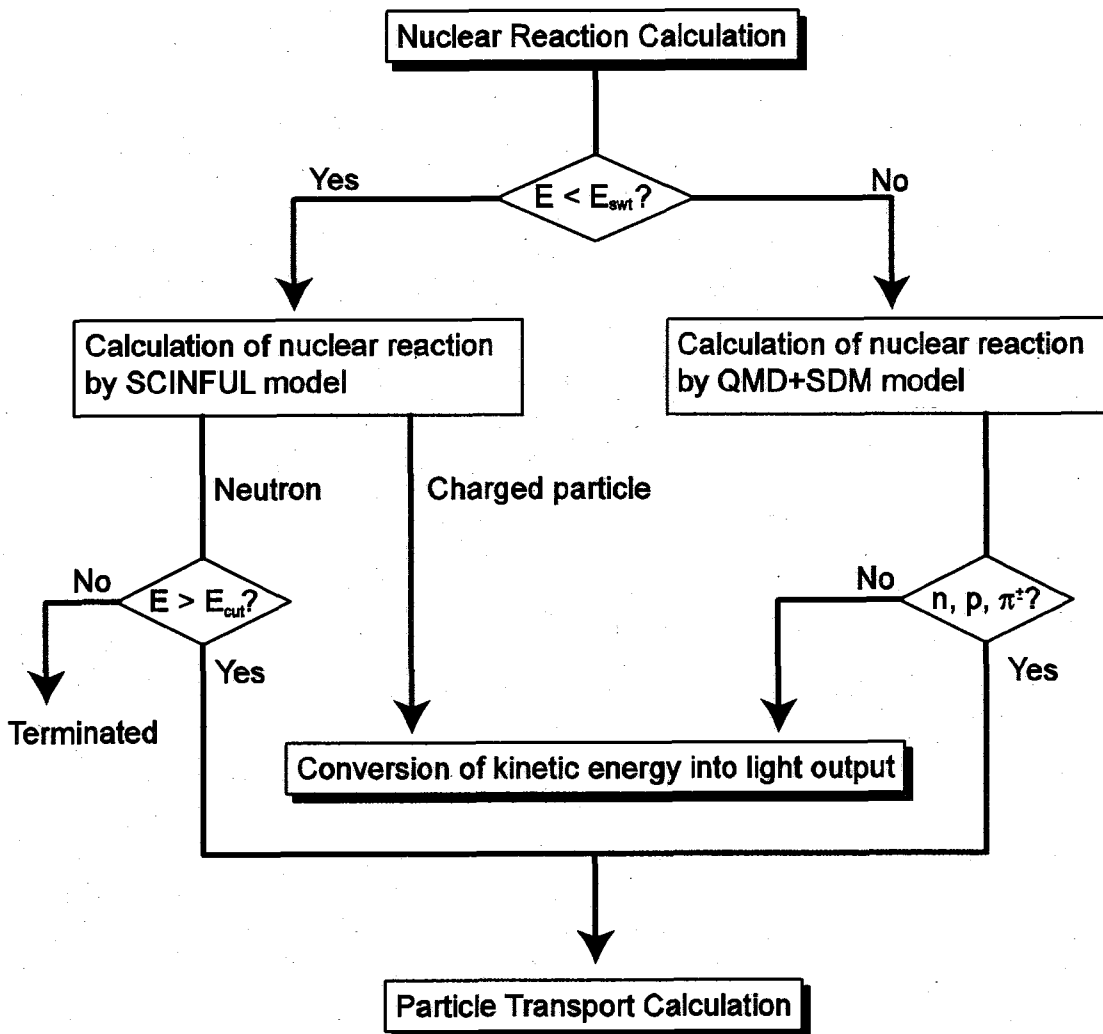 Nuclear Reaction Calculation
Yes
E < E_swt?
No
Calculation of nuclear reaction
by SCINFUL model
Calculation of nuclear reaction
by QMD+SDM model
Neutron
Charged particle
No
E > E_cut?
Yes
Terminated
No
n, p, π±?
Yes
Conversion of kinetic energy into light output
Particle Transport Calculation